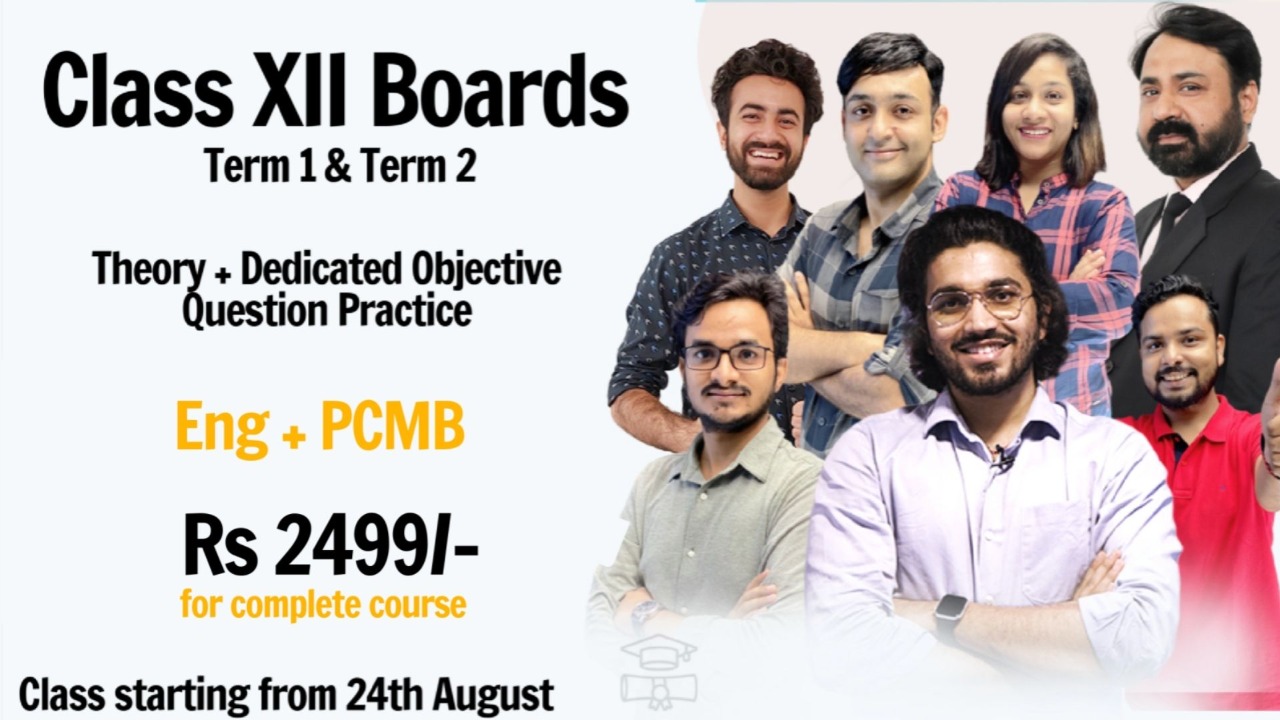 Class XII Boards
Term 1 & Term 2
Theory + Dedicated Objective
Question Practice
Eng + PCMB
Rs 2499/-
for complete course
Class starting from 24th August